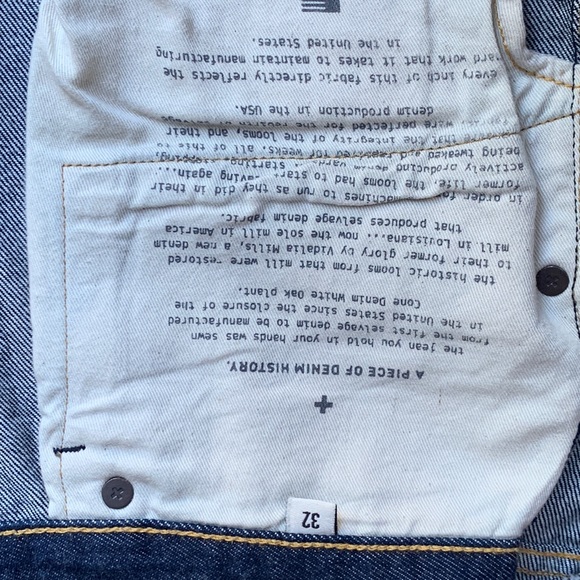 +
A PIECE OF DENIM HISTORY.
the jean you hold in your hands was sewn
from the first selvage denim to be manufactured
in the United States since the closure of the
Cone Denim White Oak plant.
the historic looms from that mill were restored
to their former glory by Vidalia Mills, a new denim
mill in Louisiana... now the sole mill in America
that produces selvage denim fabric.
in order for machines to run as they did in their
former life, the looms had to start again...
actively producing denim starting, stopping,
being tweaked and repaired for weeks. all of this to
that the integrity of the looms, and their
were perfected for the
denim production in the USA.
every inch of this fabric directly reflects the
hard work that it takes to maintain manufacturing
in the United States.
32